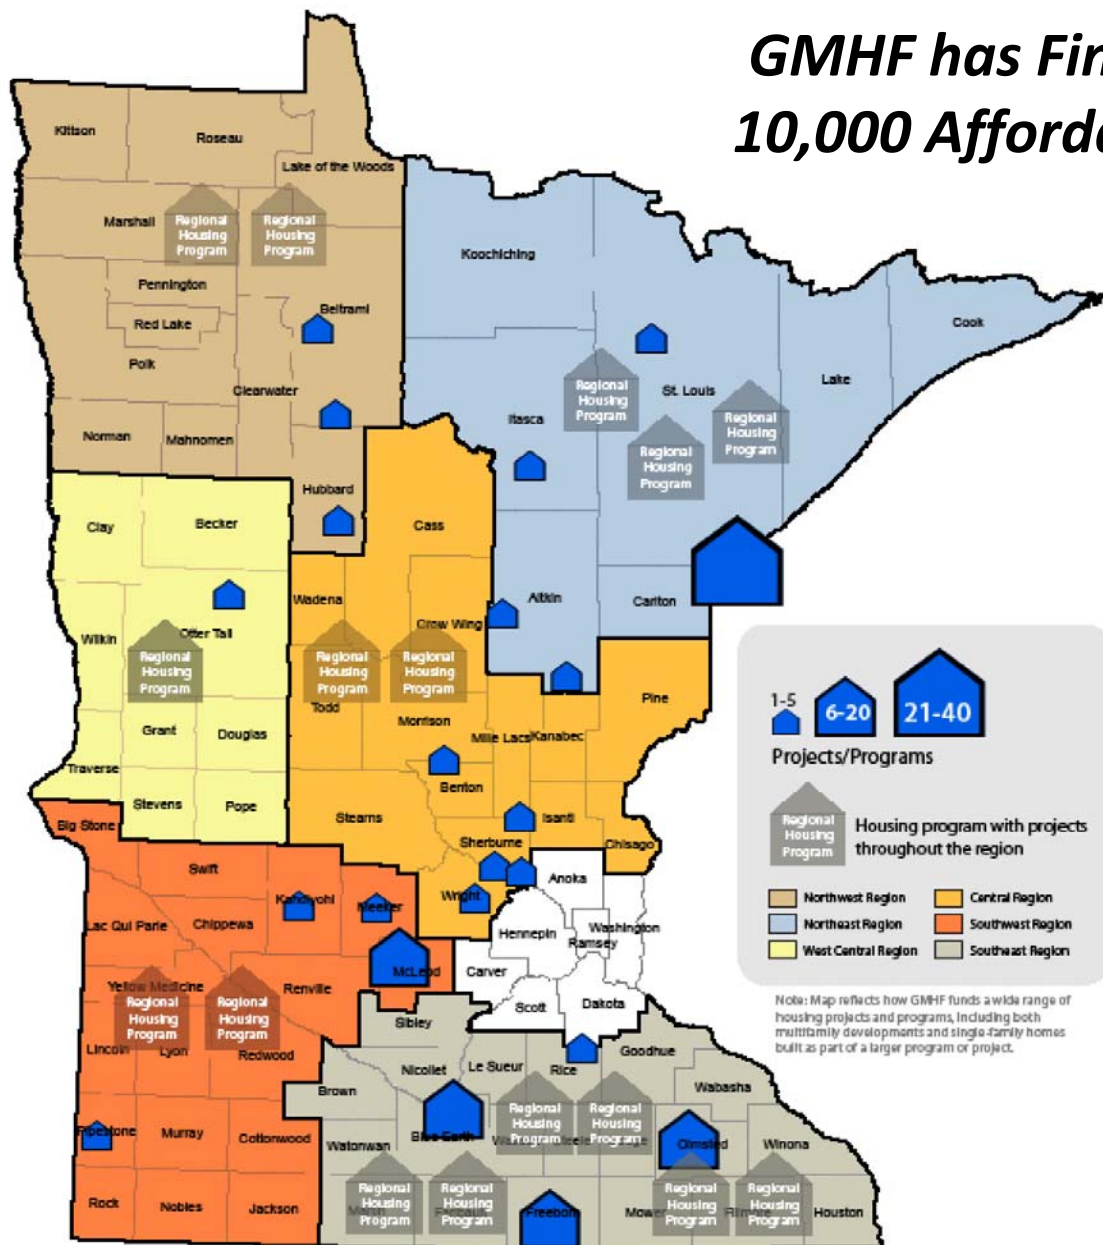 GMHF has Fin
10,000 Afforda
Kittson
Roseau
Lake of the Woods
Marshall
Regional
Housing
Program
Regional
Housing
Program
Koochiching
Pennington
Beltrami
Red Lake
Cook
Polk
Clearwater
Lake
St. Louis
Regional
Housing
Program
Itasca
Regional
Housing
Program
Regional
Housing
Program
Norman
Mahnomen
Hubbard
Cass
Clay
Becker
Aitkin
Carlton
Wadena
Crow Wing
Wilkin
Otter Tail
Regional
Housing
Program
Regional
Housing
Program
Regional
Housing
Program
Pine
Todd
Morrison
Grant
Douglas
Mille Lacs
Kanabec
Traverse
Benton
Stevens
Pope
Stearns
Isanti
Big Stone
Sherburne
Chisago
Swift
Anoka
Kandiyohi
Meeker
Wright
Lac Qui Parle
Chippewa
Hennepin
Washington
Ramsey
McLeod
Carver
Yellow Medicine
Renville
Regional
Housing
Program
Regional
Housing
Program
Scott
Dakota
Sibley
Lincoln
Lyon
Redwood
Goodhue
Nicollet
Le Sueur
Rice
Brown
Wabasha
Regional
Housing
Program
Regional
Housing
Program
Pipestone
Murray
Cottonwood
Watonwan
Blue Earth
Olmsted
Winona
Regional
Housing
Program
Regional
Housing
Program
Regional
Housing
Program
Regional
Housing
Program
Rock
Nobles
Jackson
Freeborn
Mower
Houston
1-5
6-20
21-40
Projects/Programs
Regional
Housing
Program
Housing program with projects
throughout the region
Northwest Region
Central Region
Northeast Region
Southwest Region
West Central Region
Southeast Region
Note: Map reflects how GMHF funds a wide range of
housing projects and programs, including both
multifamily developments and single-family homes
built as part of a larger program or project.